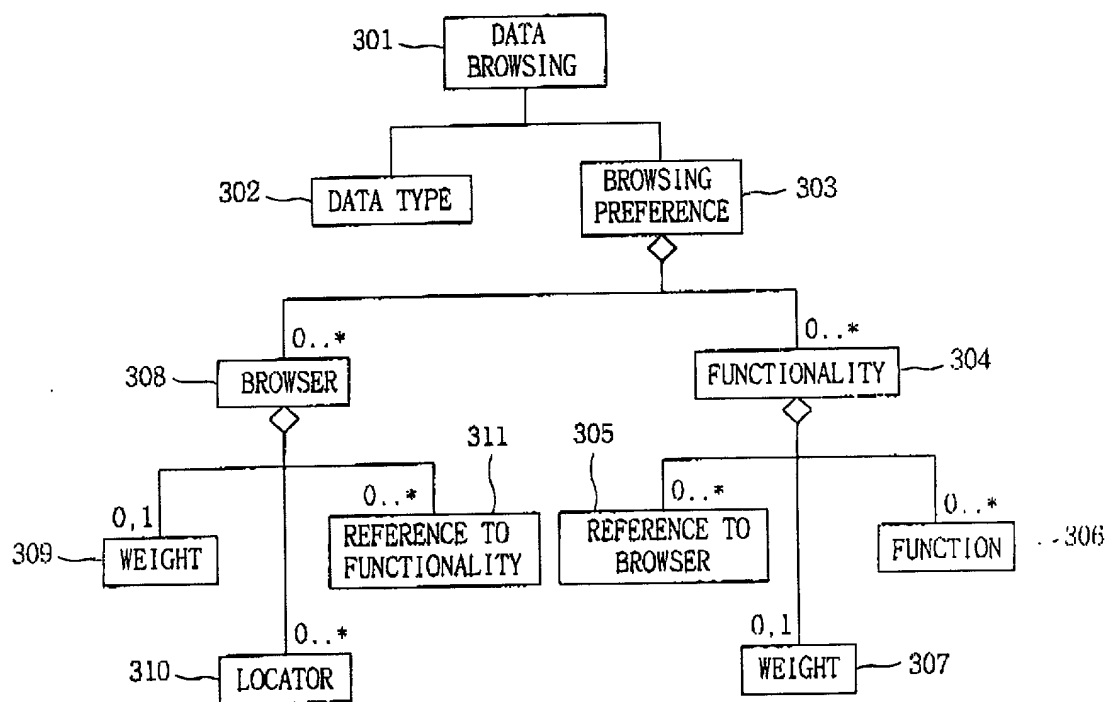 301
DATA
BROWSING
302
DATA TYPE
BROWSING
PREFERENCE
303
0..*
308
BROWSER
0..*
FUNCTIONALITY
304
311
305
0,1
309
WEIGHT
0..*
REFERENCE TO
FUNCTIONALITY
0..*
REFERENCE TO
BROWSER
0..*
FUNCTION
306
0..*
310
LOCATOR
0,1
WEIGHT
307